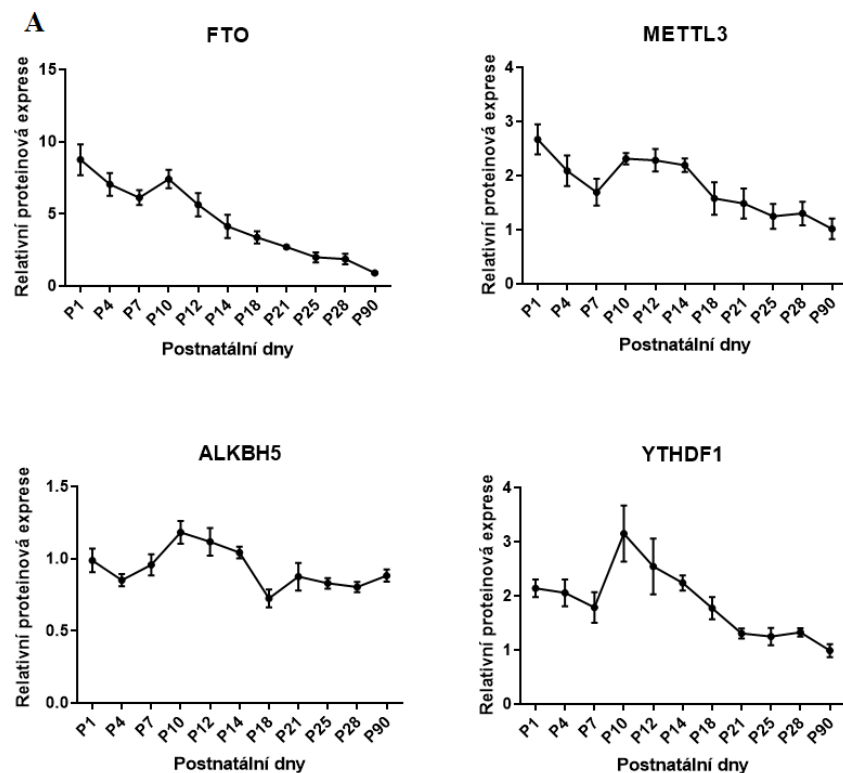 A
FTO
Relativní proteinová exprese
15
10
5
0
P1 P4 P7 P10 P12 P14 P18 P21 P25 P28 P90
Postnatální dny
METTL3
Relativní proteinová exprese
4
3
2
1
0
P1 P4 P7 P10 P12 P14 P18 P21 P25 P28 P90
Postnatální dny
ALKBH5
Relativní proteinová exprese
1.5
1.0
0.5
0.0
P1 P4 P7 P10 P12 P14 P18 P21 P25 P28 P90
Postnatální dny
YTHDF1
Relativní proteinová exprese
4
3
2
1
0
P1 P4 P7 P10 P12 P14 P18 P21 P25 P28 P90
Postnatální dny